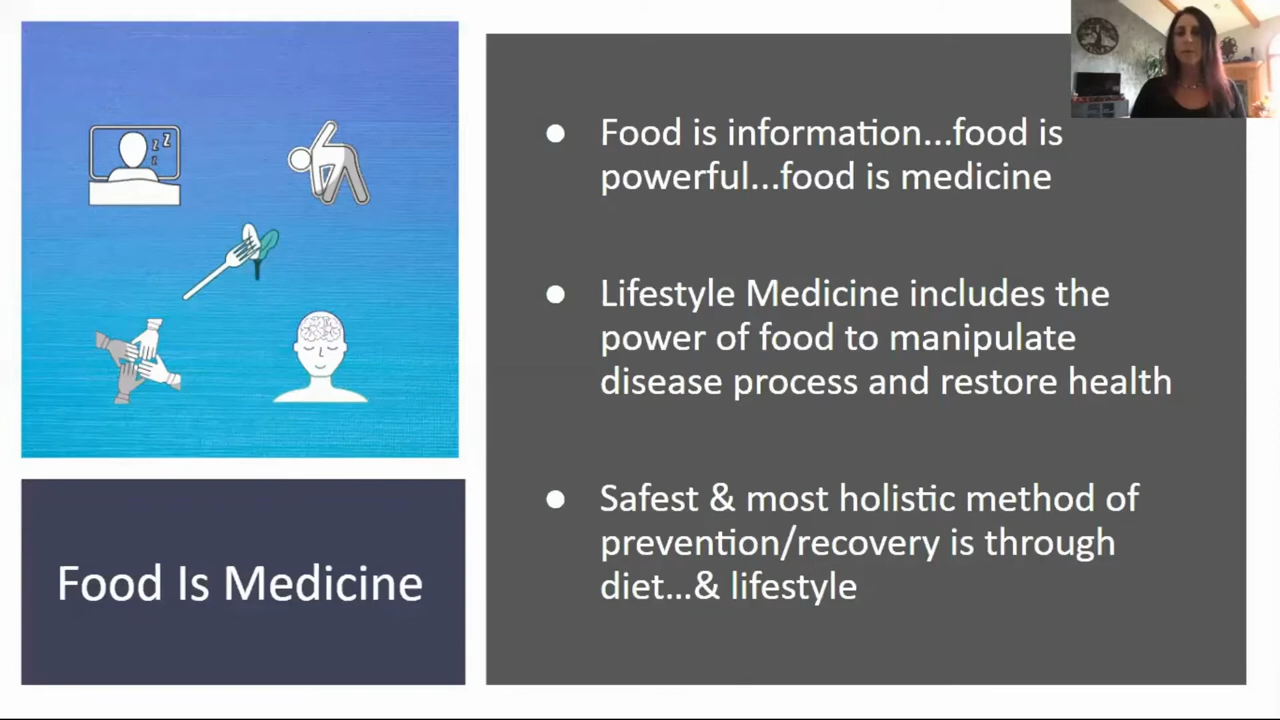 Food is information...food is
powerful...food is medicine
Lifestyle Medicine includes the
power of food to manipulate
disease process and restore health
Safest & most holistic method of
prevention/recovery is through
diet...& lifestyle
Food Is Medicine
z z
z